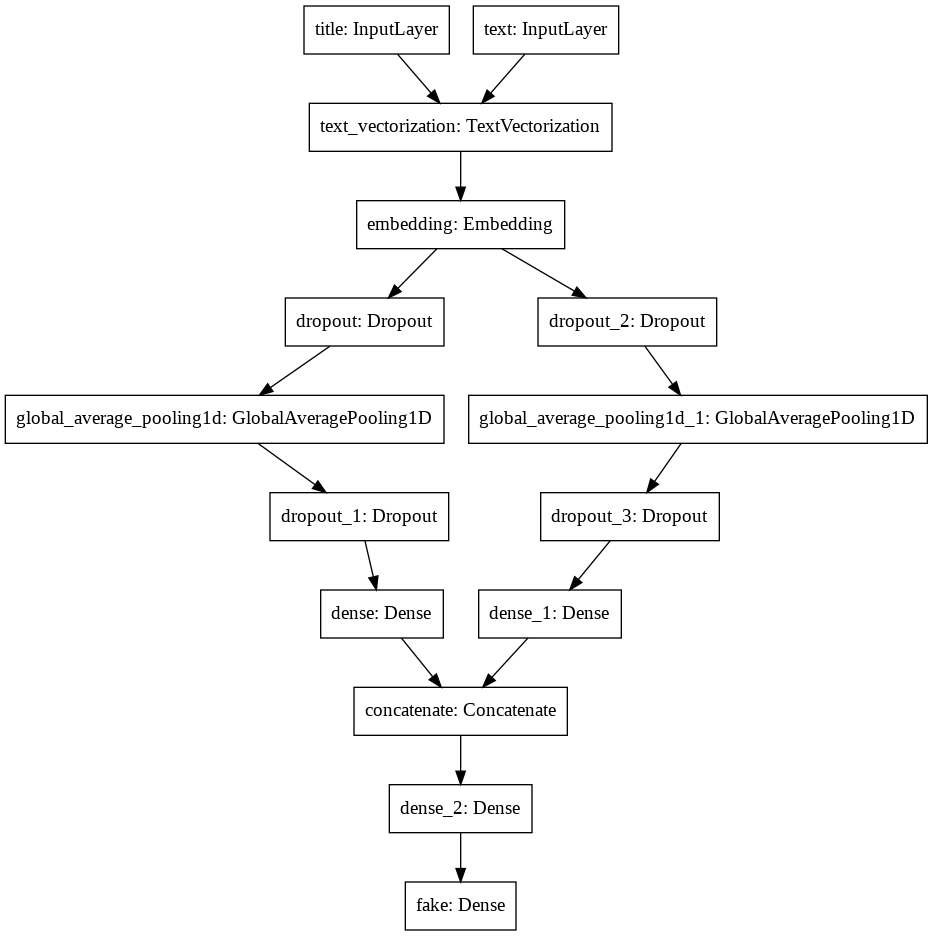 title: InputLayer
text: InputLayer
text_vectorization: TextVectorization
embedding: Embedding
dropout: Dropout
dropout_2: Dropout
global_average_pooling1d: GlobalAveragePooling1D
global_average_pooling1d_1: GlobalAveragePooling1D
dropout_1: Dropout
dropout_3: Dropout
dense: Dense
dense_1: Dense
concatenate: Concatenate
dense_2: Dense
fake: Dense